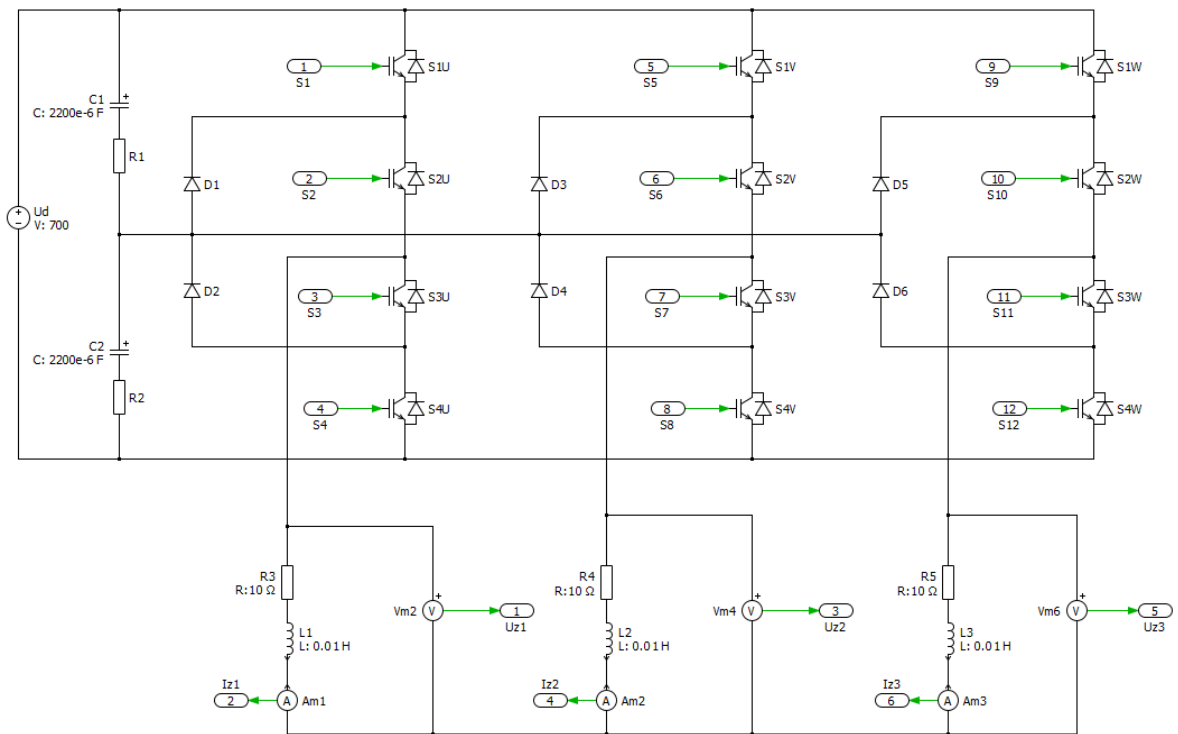 1
S1
S1U
5
S5
S1V
9
S9
S1W
C1
+
C: 2200e-6 F
R1
D1
2
S2
S2U
D3
6
S6
S2V
D5
10
S10
S2W
+
Ud
V: 700
D2
3
S3
S3U
D4
7
S7
S3V
D6
11
S11
S3W
C2
+
C: 2200e-6 F
R2
4
S4
S4U
8
S8
S4V
12
S12
S4W
R3
R:10 Ω
+
Vm2
V
1
Uz1
R4
R:10 Ω
+
Vm4
V
3
Uz2
R5
R:10 Ω
+
Vm6
V
5
Uz3
L1
L: 0.01 H
L2
L: 0.01 H
L3
L: 0.01 H
Iz1
2
A
Am1
Iz2
4
A
Am2
Iz3
6
A
Am3